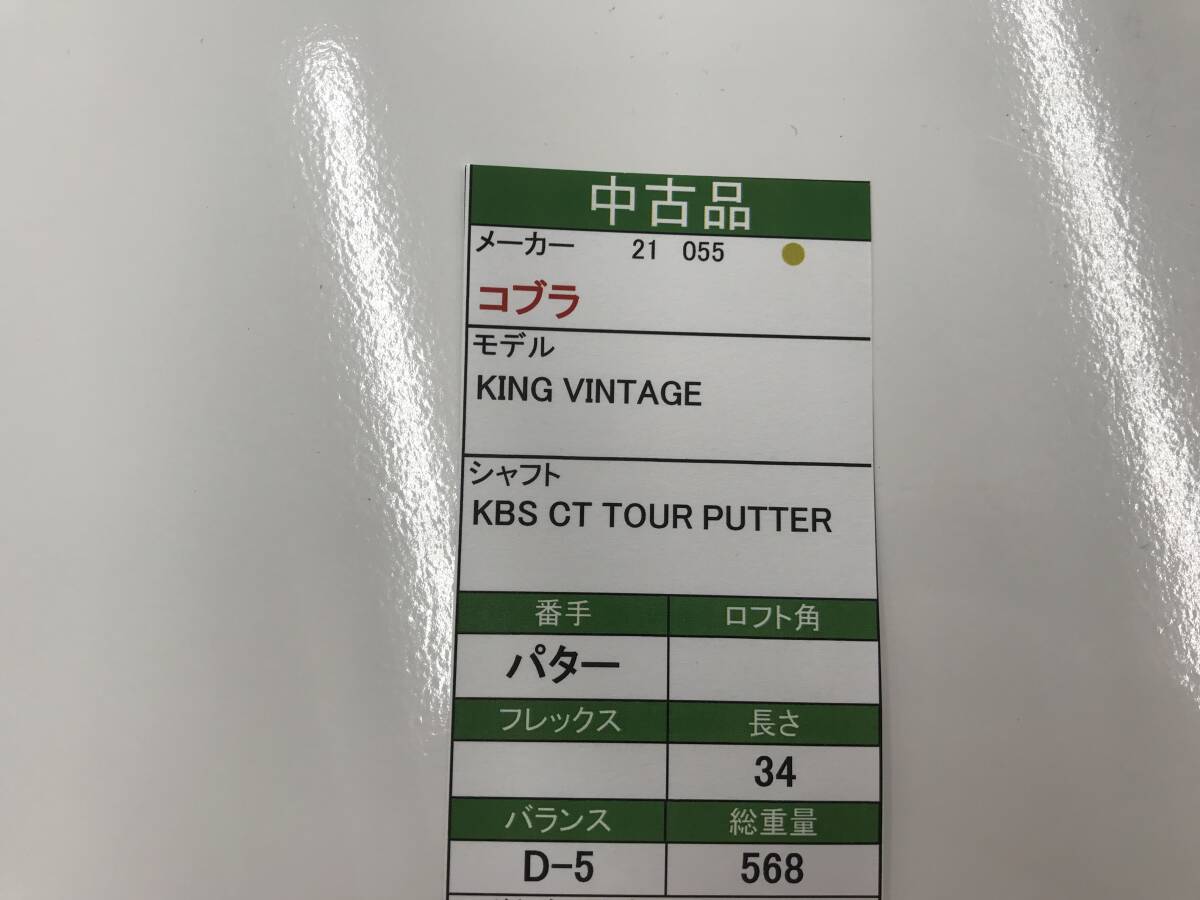 中古品
メーカー 21 055
コブラ
モデル
KING VINTAGE
シャフト
KBS CT TOUR PUTTER
番手 ロフト角
パター
フレックス 長さ
34
バランス 総重量
D-5 568